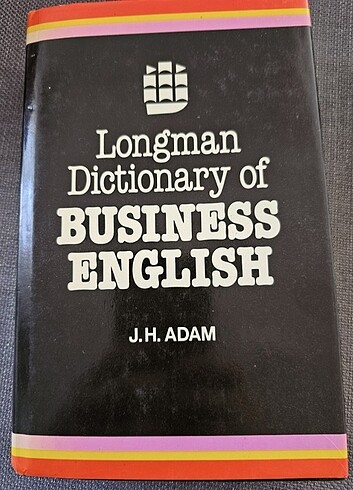 Longman
Dictionary of
BUSINESS
ENGLISH
J.H. ADAM